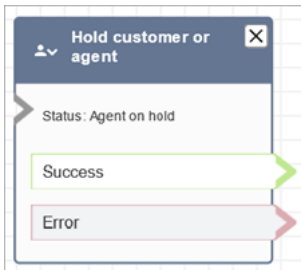 Hold customer or
agent
Status: Agent on hold
Success
Error